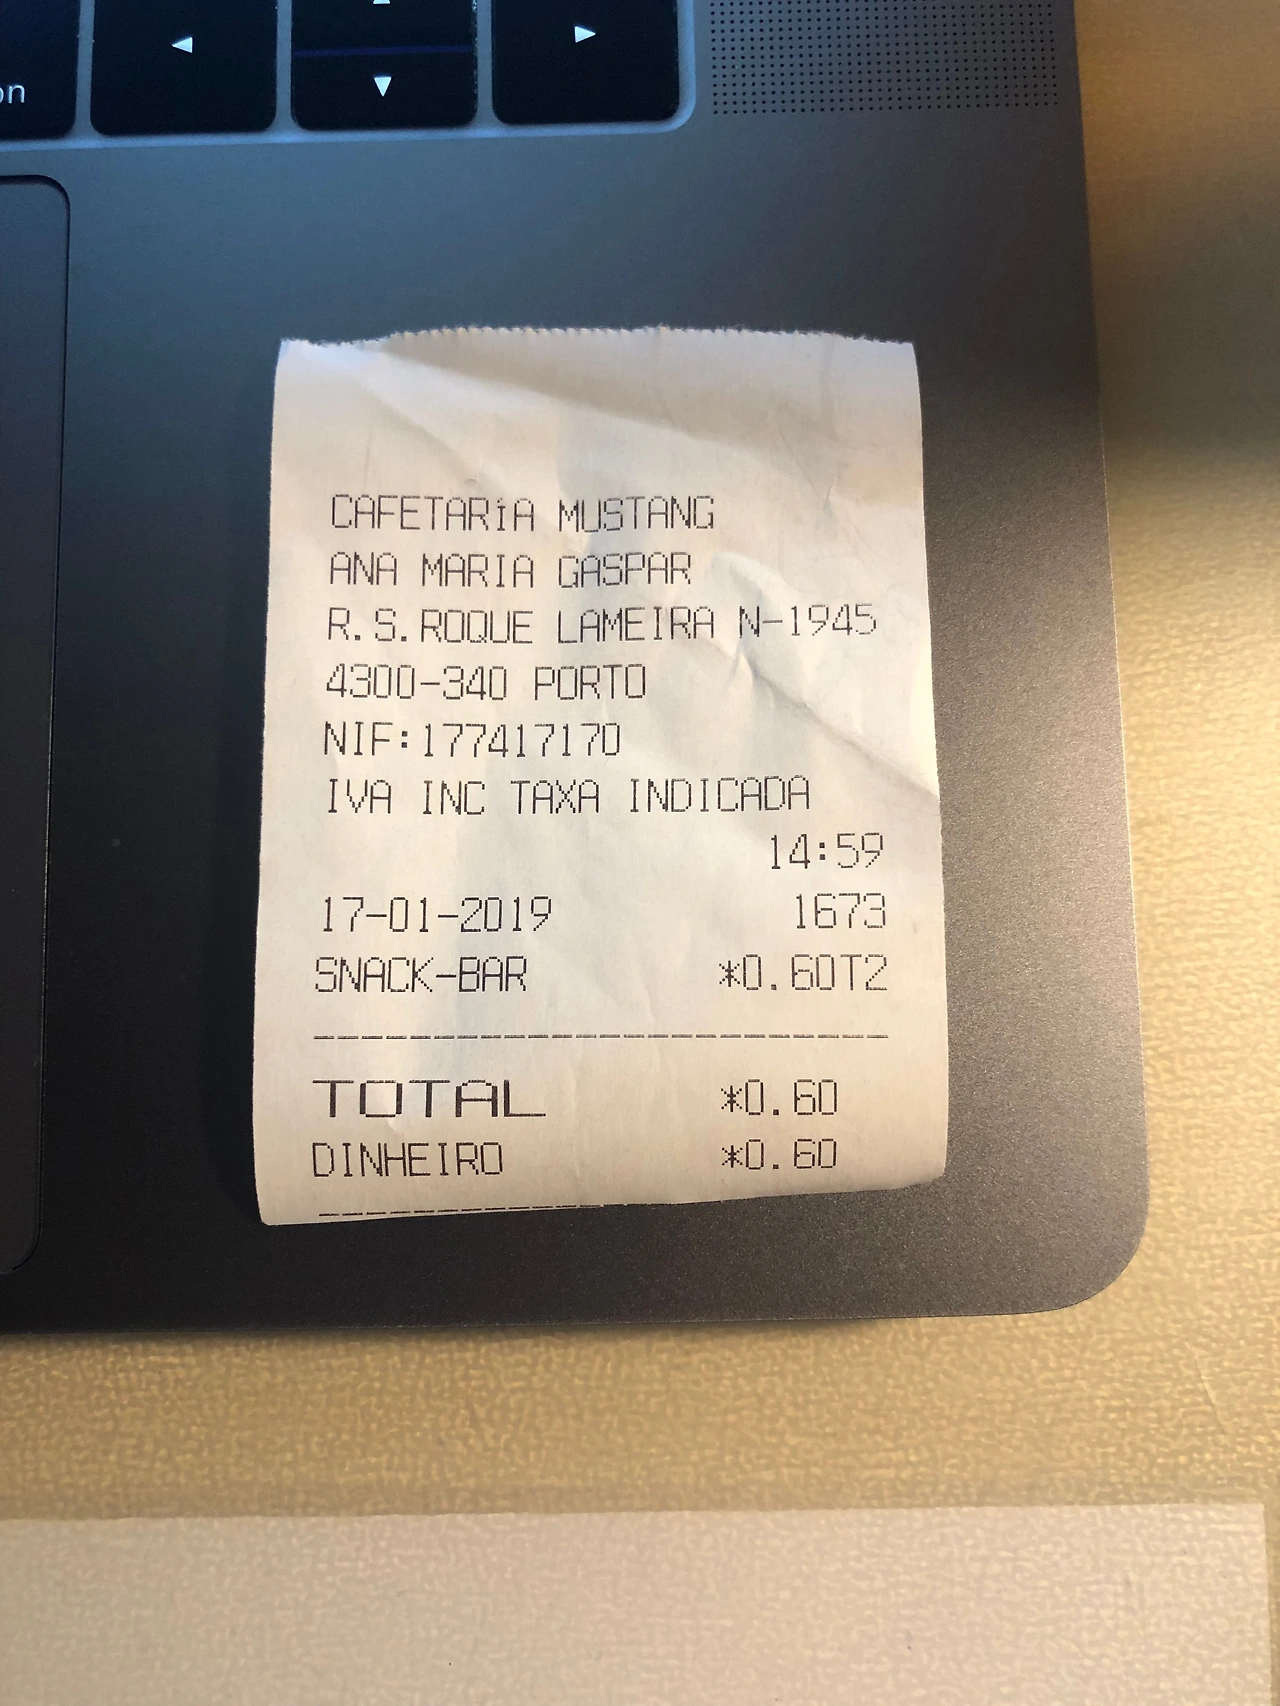 on
CAFETARiA MUSTANG
ANA MARIA GASPAR
R.S.ROQUE LAMEIRA N-1945
4300-340 PORTO
NIF:177417170
IVA INC TAXA INDICADA
14:59
17-01-2019 1673
SNACK-BAR *0.60T2
------------------------
TOTAL *0.60
DINHEIRO *0.60
------------